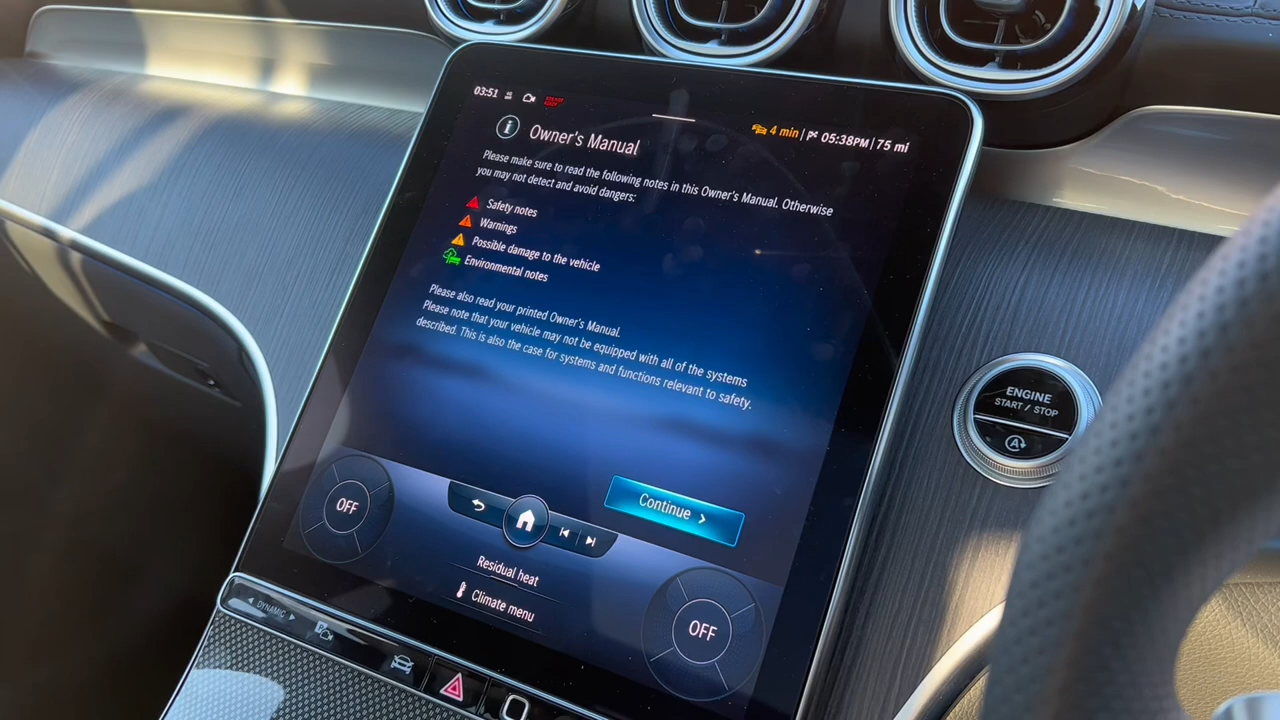 03:51
4 min | 05:38PM | 75 mi
Owner's Manual
Please make sure to read the following notes in this Owner's Manual. Otherwise
you may not detect and avoid dangers:
Safety notes
Warnings
Possible damage to the vehicle
Environmental notes
Please also read your printed Owner's Manual.
Please note that your vehicle may not be equipped with all of the systems
described. This is also the case for systems and functions relevant to safety.
Continue
OFF
Residual heat
Climate menu
OFF
DYNAMIC
ENGINE
START / STOP
A